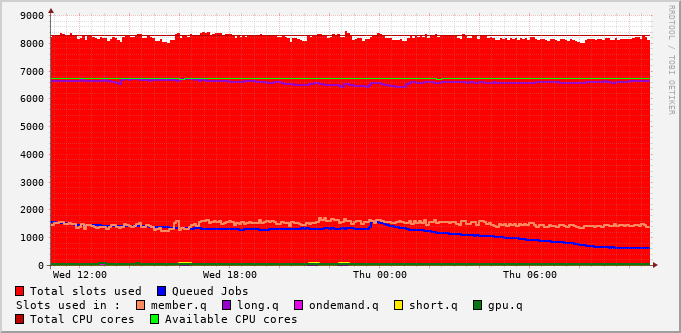 9000
8000
7000
6000
5000
4000
3000
2000
1000
0
Wed 12:00 Wed 18:00 Thu 00:00 Thu 06:00
RRDTOOL / TOBI OETIKER
Total slots used Queued Jobs
Slots used in : member.q long.q ondemand.q short.q gpu.q
Total CPU cores Available CPU cores